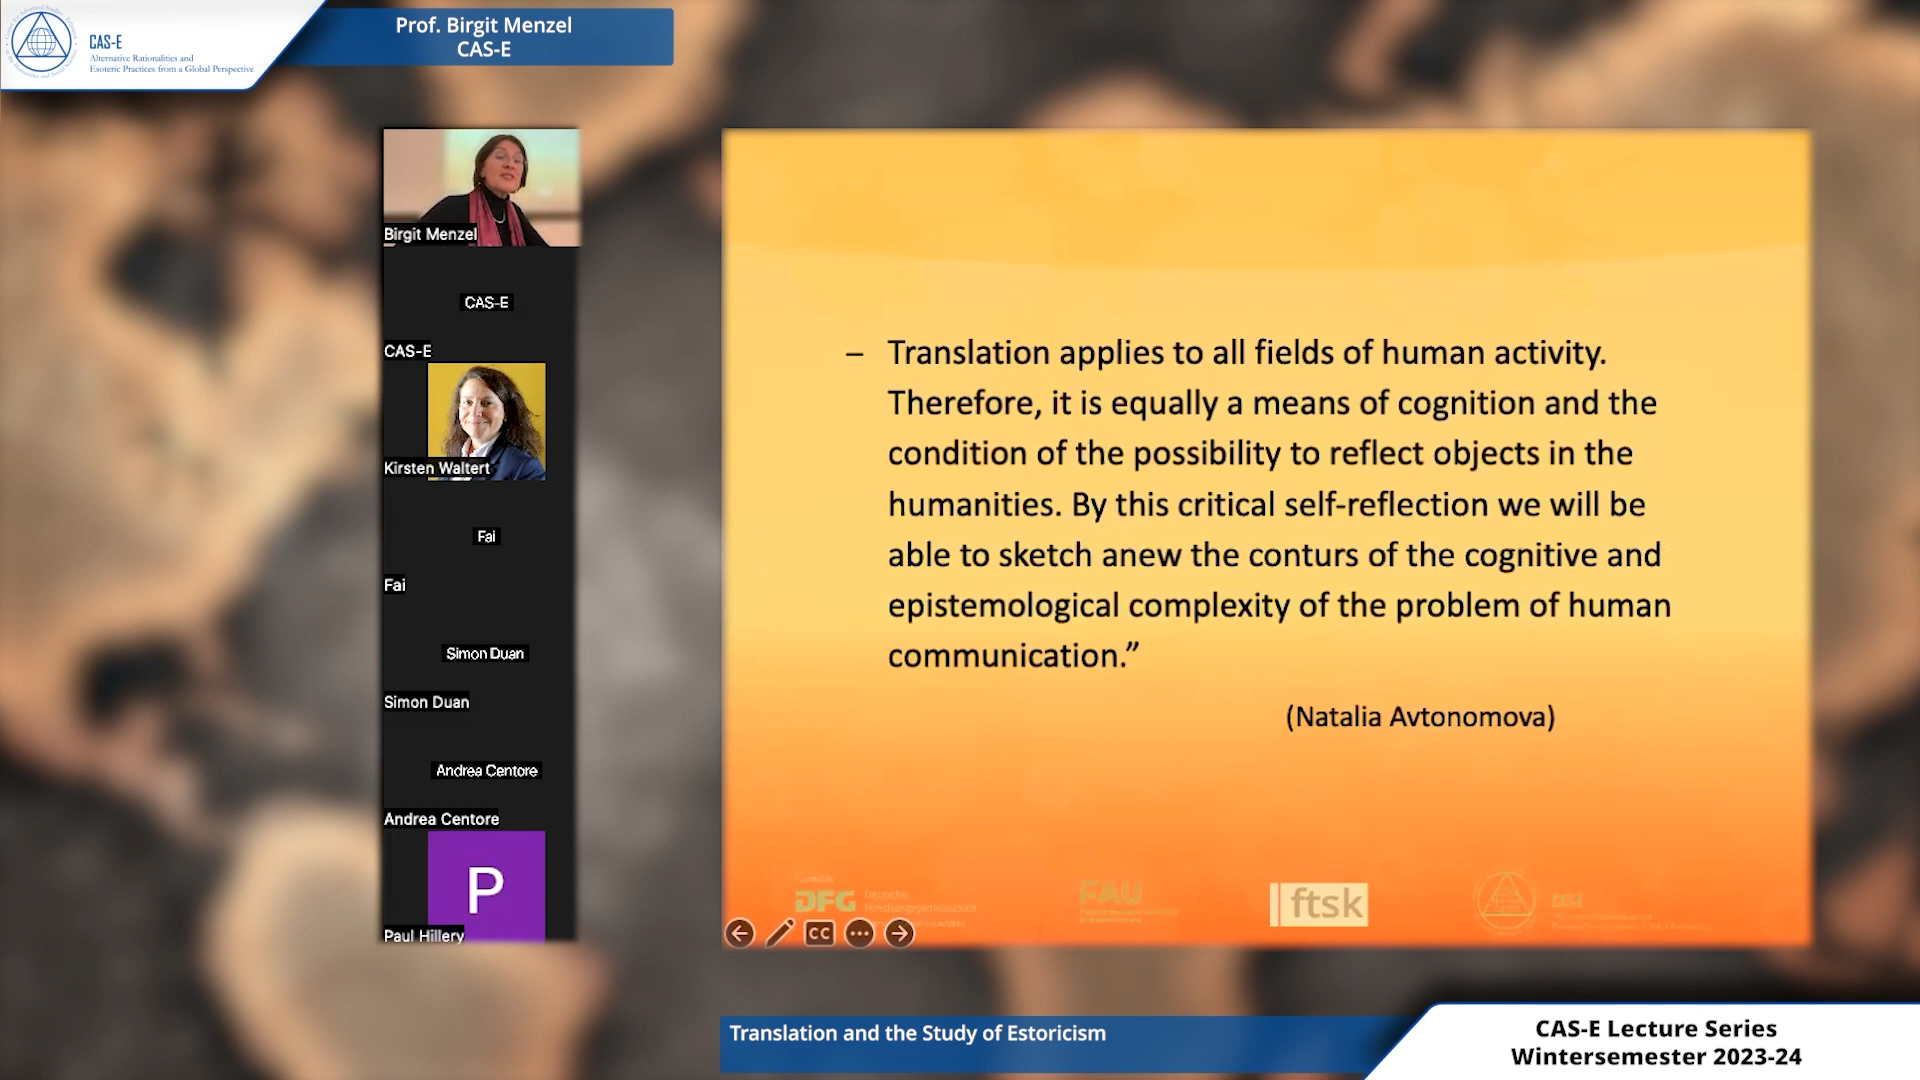 CAS-E
Alternative Rationalities and
Esoteric Practices from a Global Perspective
Prof. Birgit Menzel
CAS-E
Birgit Menzel
CAS-E
CAS-E
Kirsten Waltert
Fai
Fai
Simon Duan
Simon Duan
Andrea Centore
Andrea Centore
P
Paul Hillery
– Translation applies to all fields of human activity.
Therefore, it is equally a means of cognition and the
condition of the possibility to reflect objects in the
humanities. By this critical self-reflection we will be
able to sketch anew the conturs of the cognitive and
epistemological complexity of the problem of human
communication.”
(Natalia Avtonomova)
DFG
Deutsche
Forschungsgemeinschaft
FAU
ftsk
CAS-E
CC
Translation and the Study of Estoricism
CAS-E Lecture Series
Wintersemester 2023-24